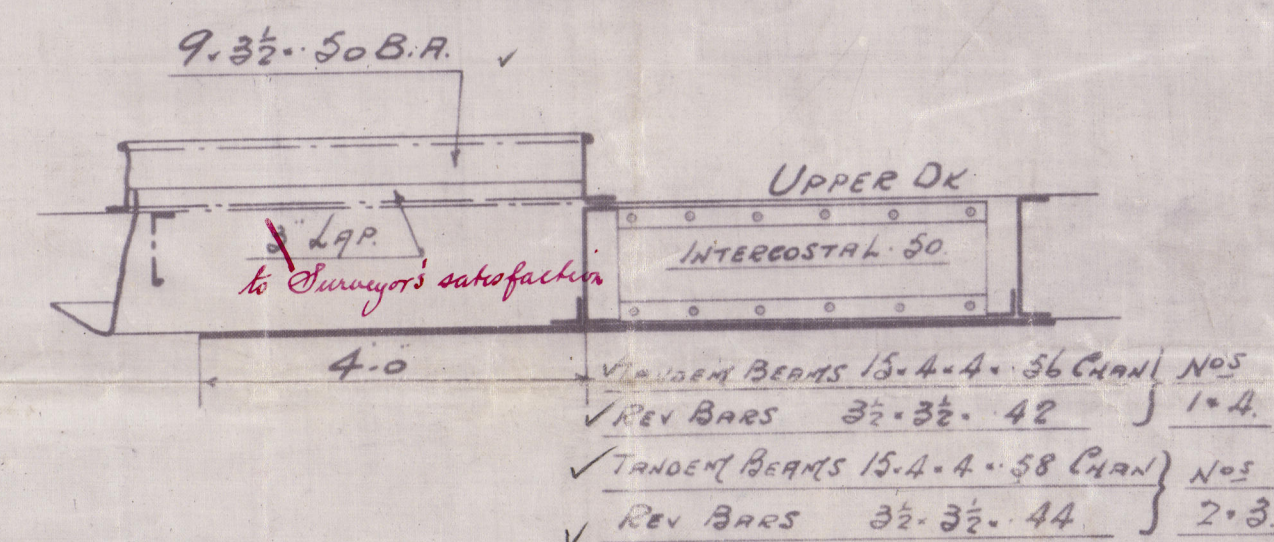 9 × 3½ × .50 B.A. ✓
UPPER DK
3" LAP.
INTERCOSTAL .50.
to Surveyor's satisfaction
4.0
✓ TANDEM BEAMS 15 × 4 × 4 × .56 CHAN } Nos
✓ REV BARS 3½ × 3½ × .42 1 & 4.
✓ TANDEM BEAMS 15 × 4 × 4 × .58 CHAN } Nos
✓ REV BARS 3½ × 3½ × .44 2 & 3.